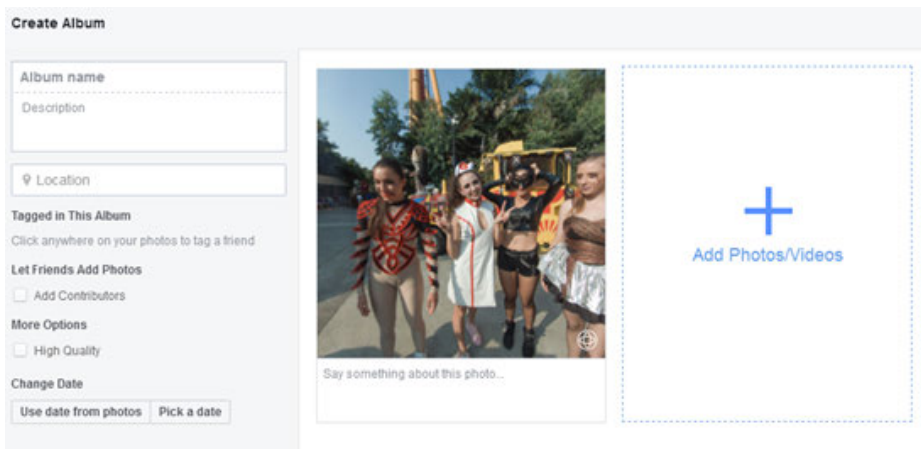 Create Album
Album name
Description
Location
Tagged in This Album
Click anywhere on your photos to tag a friend
Let Friends Add Photos
Add Contributors
More Options
High Quality
Change Date
Use date from photos
Pick a date
Say something about this photo...
Add Photos/Videos